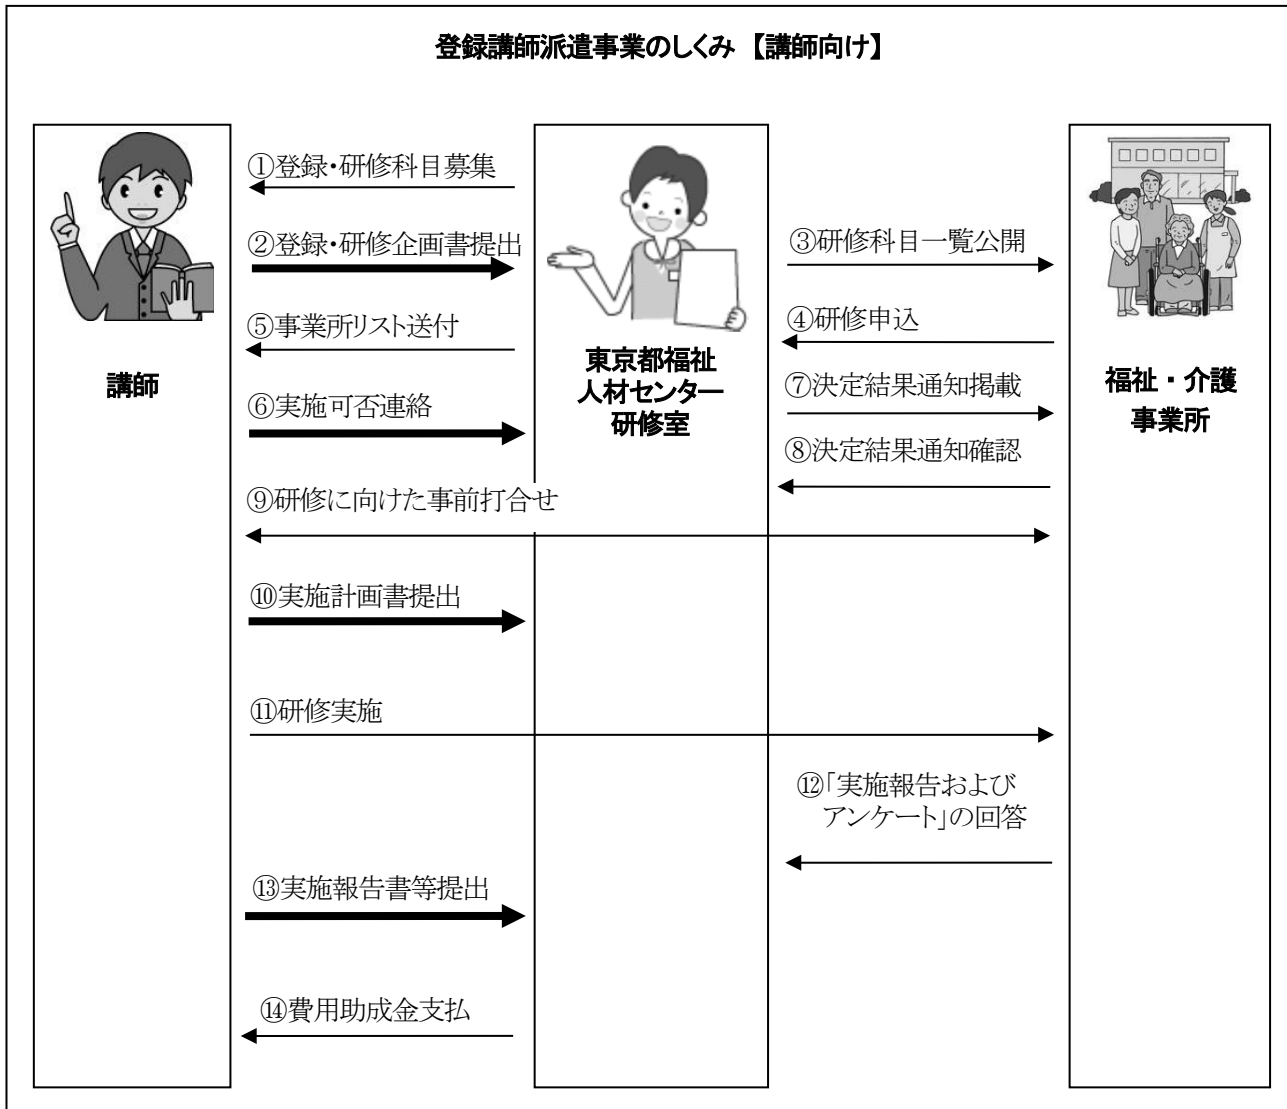 登録講師派遣事業のしくみ 【講師向け】
①登録・研修科目募集
②登録・研修企画書提出
③研修科目一覧公開
④研修申込
⑤事業所リスト送付
講師
東京都福祉
人材センター
研修室
福祉・介護
事業所
⑥実施可否連絡
⑦決定結果通知掲載
⑧決定結果通知確認
⑨研修に向けた事前打合せ
⑩実施計画書提出
⑪研修実施
⑫「実施報告および
アンケート」の回答
⑬実施報告書等提出
⑭費用助成金支払